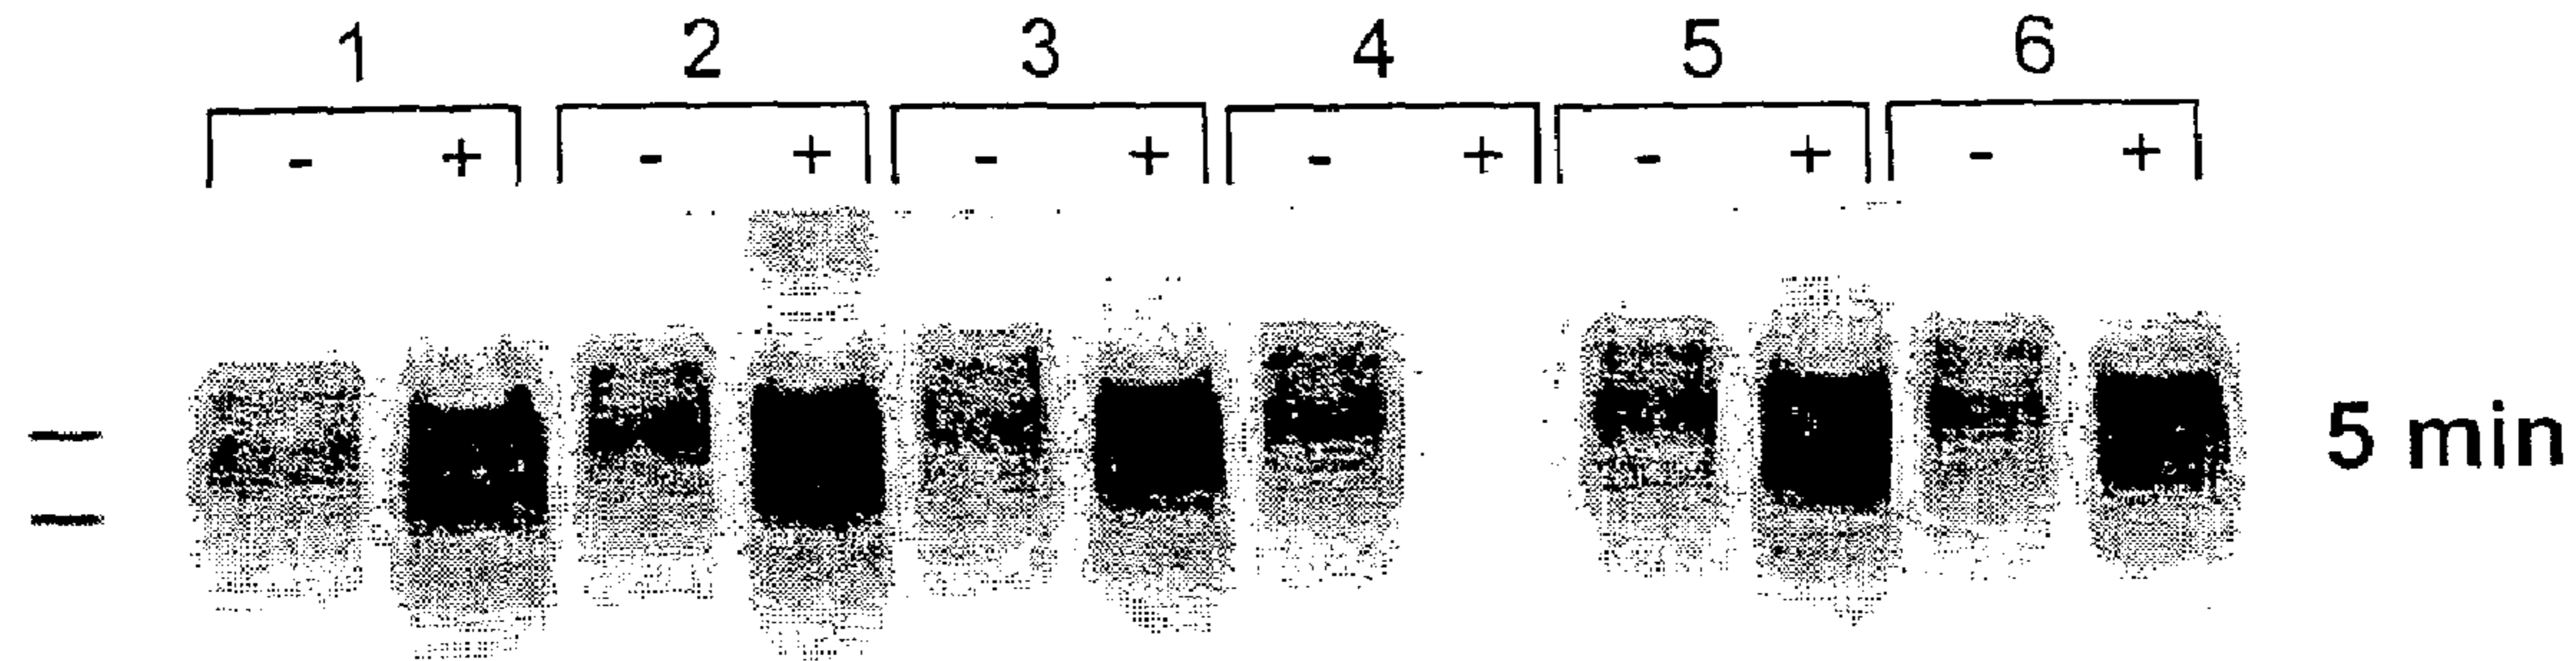 1 2 3 4 5 6
- + - + - + - + - + - +
5 min